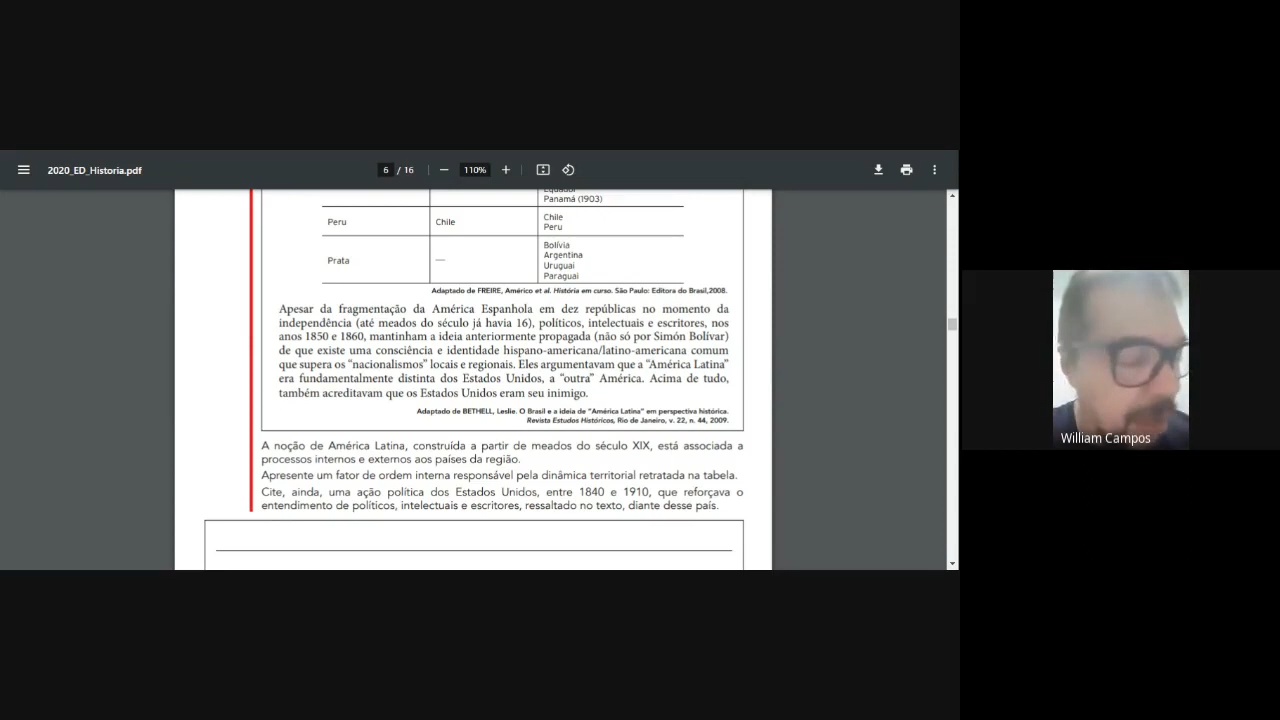 2020_ED_Historia.pdf
6 / 16
110%
Equador
Panamá (1903)
Peru
Chile
Chile
Peru
Prata
—
Bolívia
Argentina
Uruguai
Paraguai
Adaptado de FREIRE, Américo et al. História em curso. São Paulo: Editora do Brasil,2008.
Apesar da fragmentação da América Espanhola em dez repúblicas no momento da
independência (até meados do século já havia 16), políticos, intelectuais e escritores, nos
anos 1850 e 1860, mantinham a ideia anteriormente propagada (não só por Simón Bolívar)
de que existe uma consciência e identidade hispano-americana/latino-americana comum
que supera os “nacionalismos” locais e regionais. Eles argumentavam que a “América Latina”
era fundamentalmente distinta dos Estados Unidos, a “outra” América. Acima de tudo,
também acreditavam que os Estados Unidos eram seu inimigo.
Adaptado de BETHELL, Leslie. O Brasil e a ideia de “América Latina” em perspectiva histórica.
Revista Estudos Históricos, Rio de Janeiro, v. 22, n. 44, 2009.
A noção de América Latina, construída a partir de meados do século XIX, está associada a
processos internos e externos aos países da região.
Apresente um fator de ordem interna responsável pela dinâmica territorial retratada na tabela.
Cite, ainda, uma ação política dos Estados Unidos, entre 1840 e 1910, que reforçava o
entendimento de políticos, intelectuais e escritores, ressaltado no texto, diante desse país.
William Campos